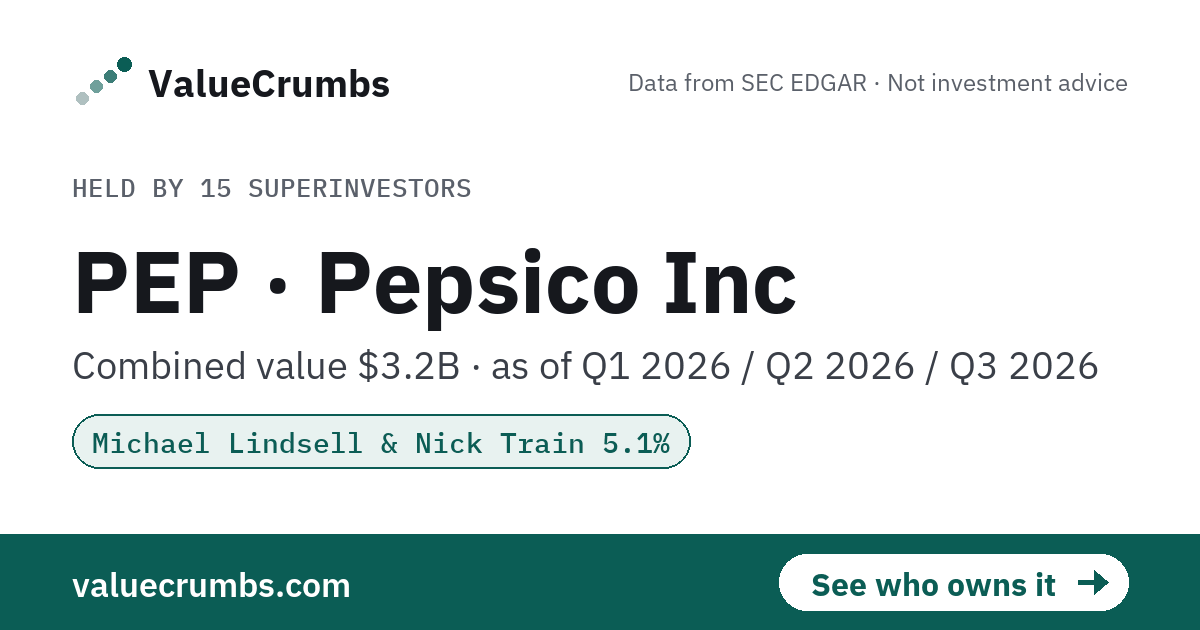 ValueCrumbs
Data from SEC EDGAR · Not investment advice
HELD BY 15 SUPERINVESTORS
PEP · Pepsico Inc
Combined value $3.2B · as of Q1 2026 / Q2 2026 / Q3 2026
Michael Lindsell & Nick Train 5.1%
valuecrumbs.com
See who owns it